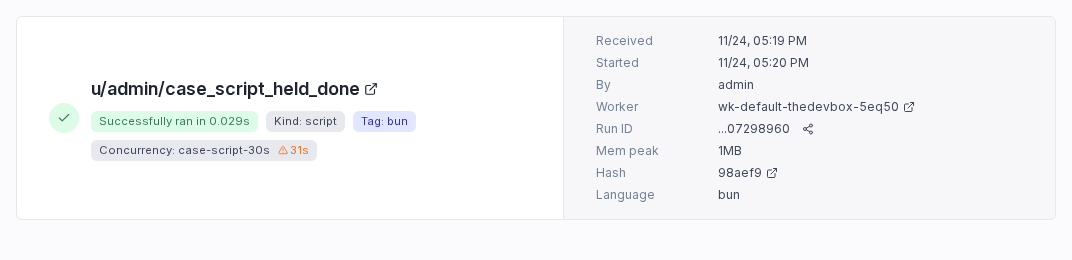 u/admin/case_script_held_done
Successfully ran in 0.029s Kind: script Tag: bun
Concurrency: case-script-30s 31s
Received 11/24, 05:19 PM
Started 11/24, 05:20 PM
By admin
Worker wk-default-thedevbox-5eq50
Run ID ...07298960
Mem peak 1MB
Hash 98aef9
Language bun